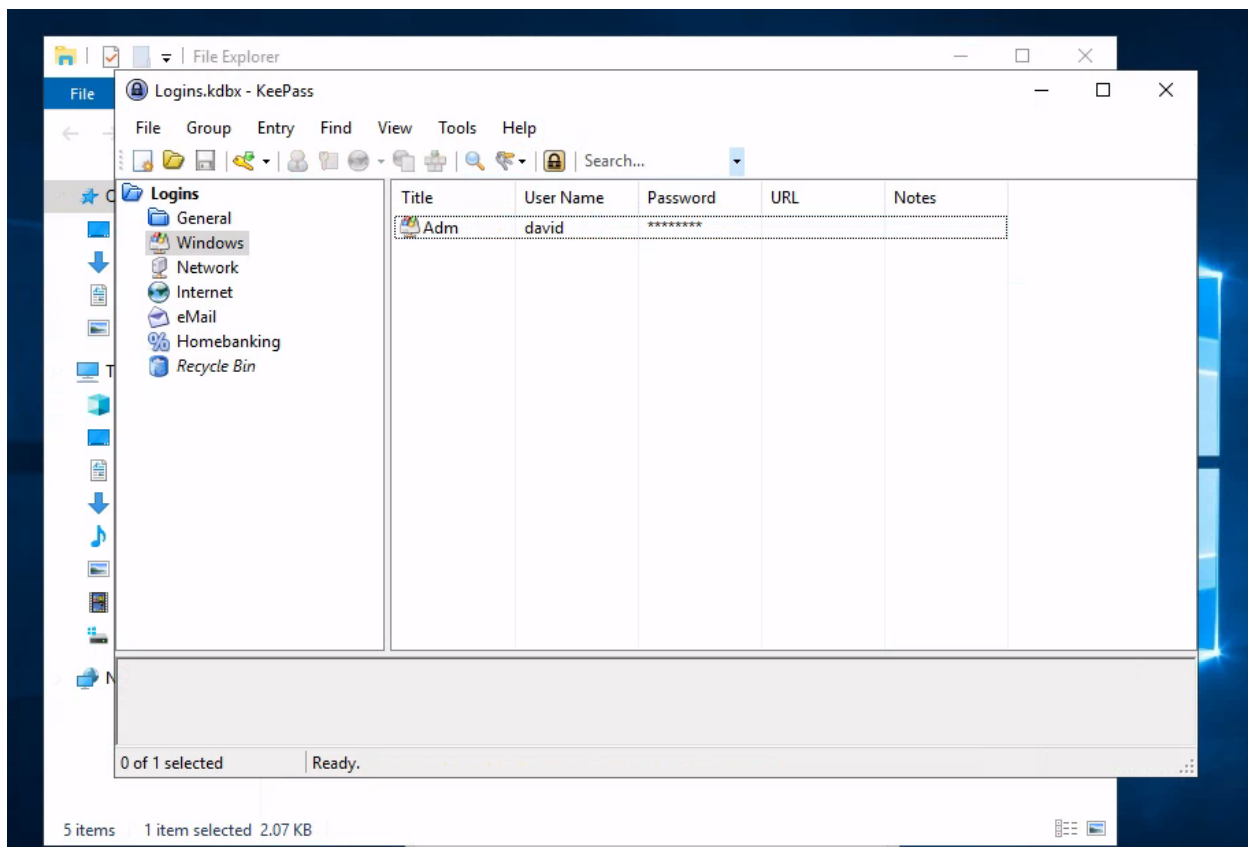 File Explorer
File
Logins.kdbx - KeePass
File Group Entry Find View Tools Help
Search...
Logins
General
Windows
Network
Internet
eMail
Homebanking
Recycle Bin
Title User Name Password URL Notes
Adm david ********
0 of 1 selected Ready.
5 items 1 item selected 2.07 KB